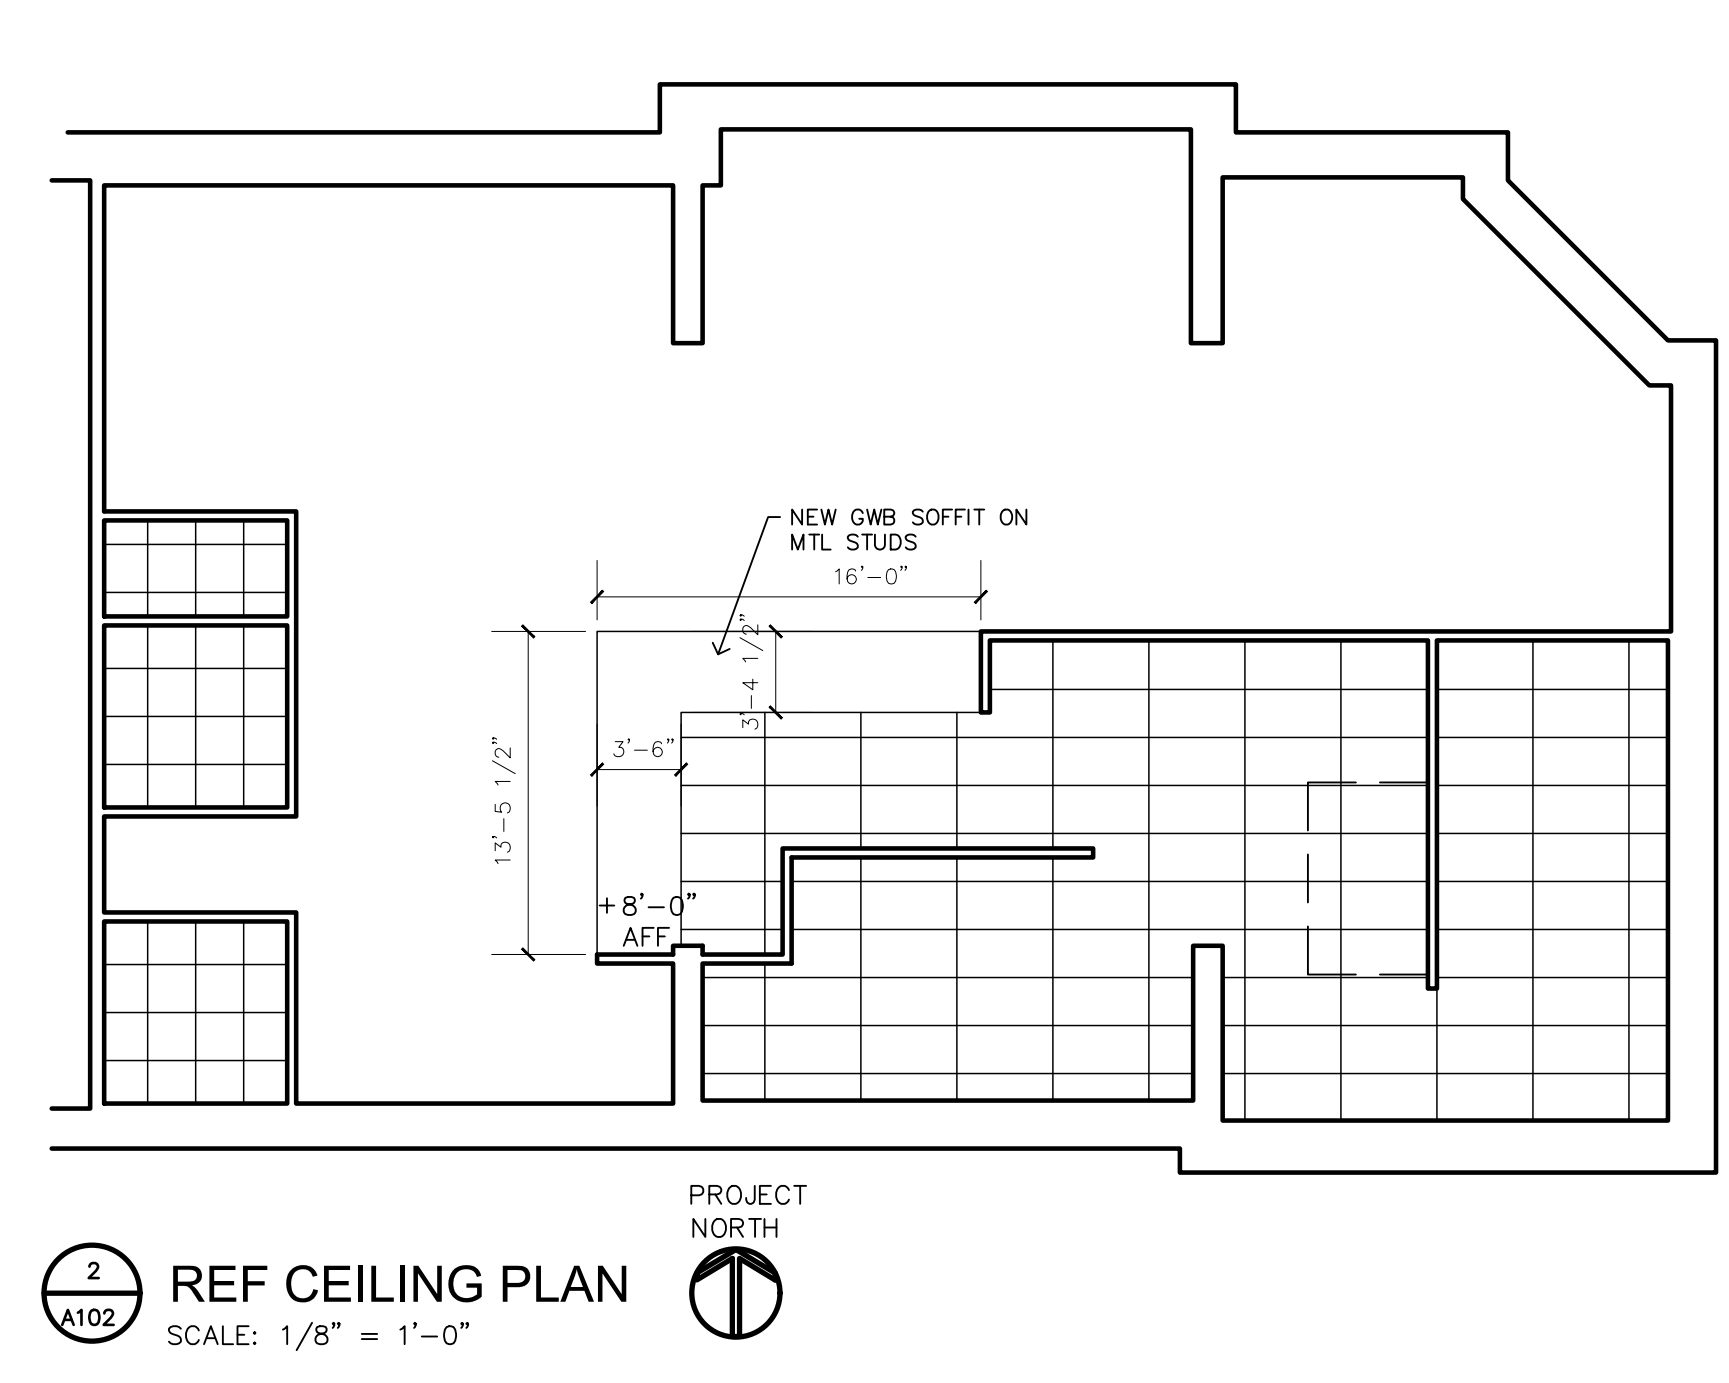 NEW GWB SOFFIT ON
MTL STUDS
16'-0"
3'-4 1/2"
3'-6"
13'-5 1/2"
+8'-0"
AFF
PROJECT
NORTH
2
A102
REF CEILING PLAN
SCALE: 1/8" = 1'-0"